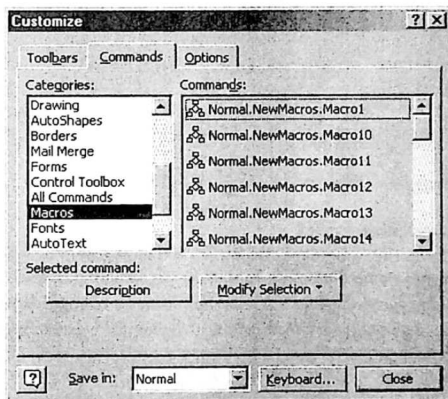 Customize
Toolbars Commands Options
Categories:
Drawing
AutoShapes
Borders
Mail Merge
Forms
Control Toolbox
All Commands
Macros
Fonts
AutoText
Commands:
Normal.NewMacros.Macro1
Normal.NewMacros.Macro10
Normal.NewMacros.Macro11
Normal.NewMacros.Macro12
Normal.NewMacros.Macro13
Normal.NewMacros.Macro14
Selected command:
Description Modify Selection
Save in: Normal Keyboard... Close